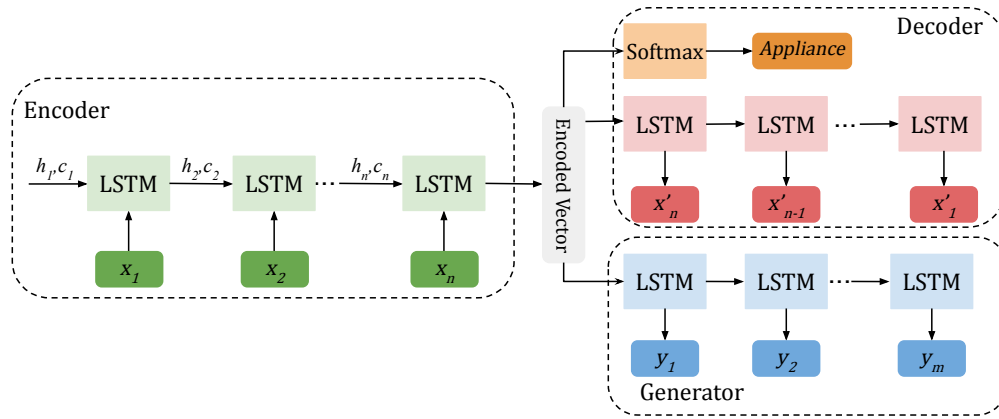 Encoder
h₁,c₁
LSTM
h₂,c₂
LSTM
...
hₙ,cₙ
LSTM
x₁
x₂
xₙ
Encoded Vector
Decoder
Softmax
Appliance
LSTM
LSTM
...
LSTM
x'ₙ
x'ₙ₋₁
x'₁
LSTM
LSTM
...
LSTM
y₁
y₂
yₘ
Generator